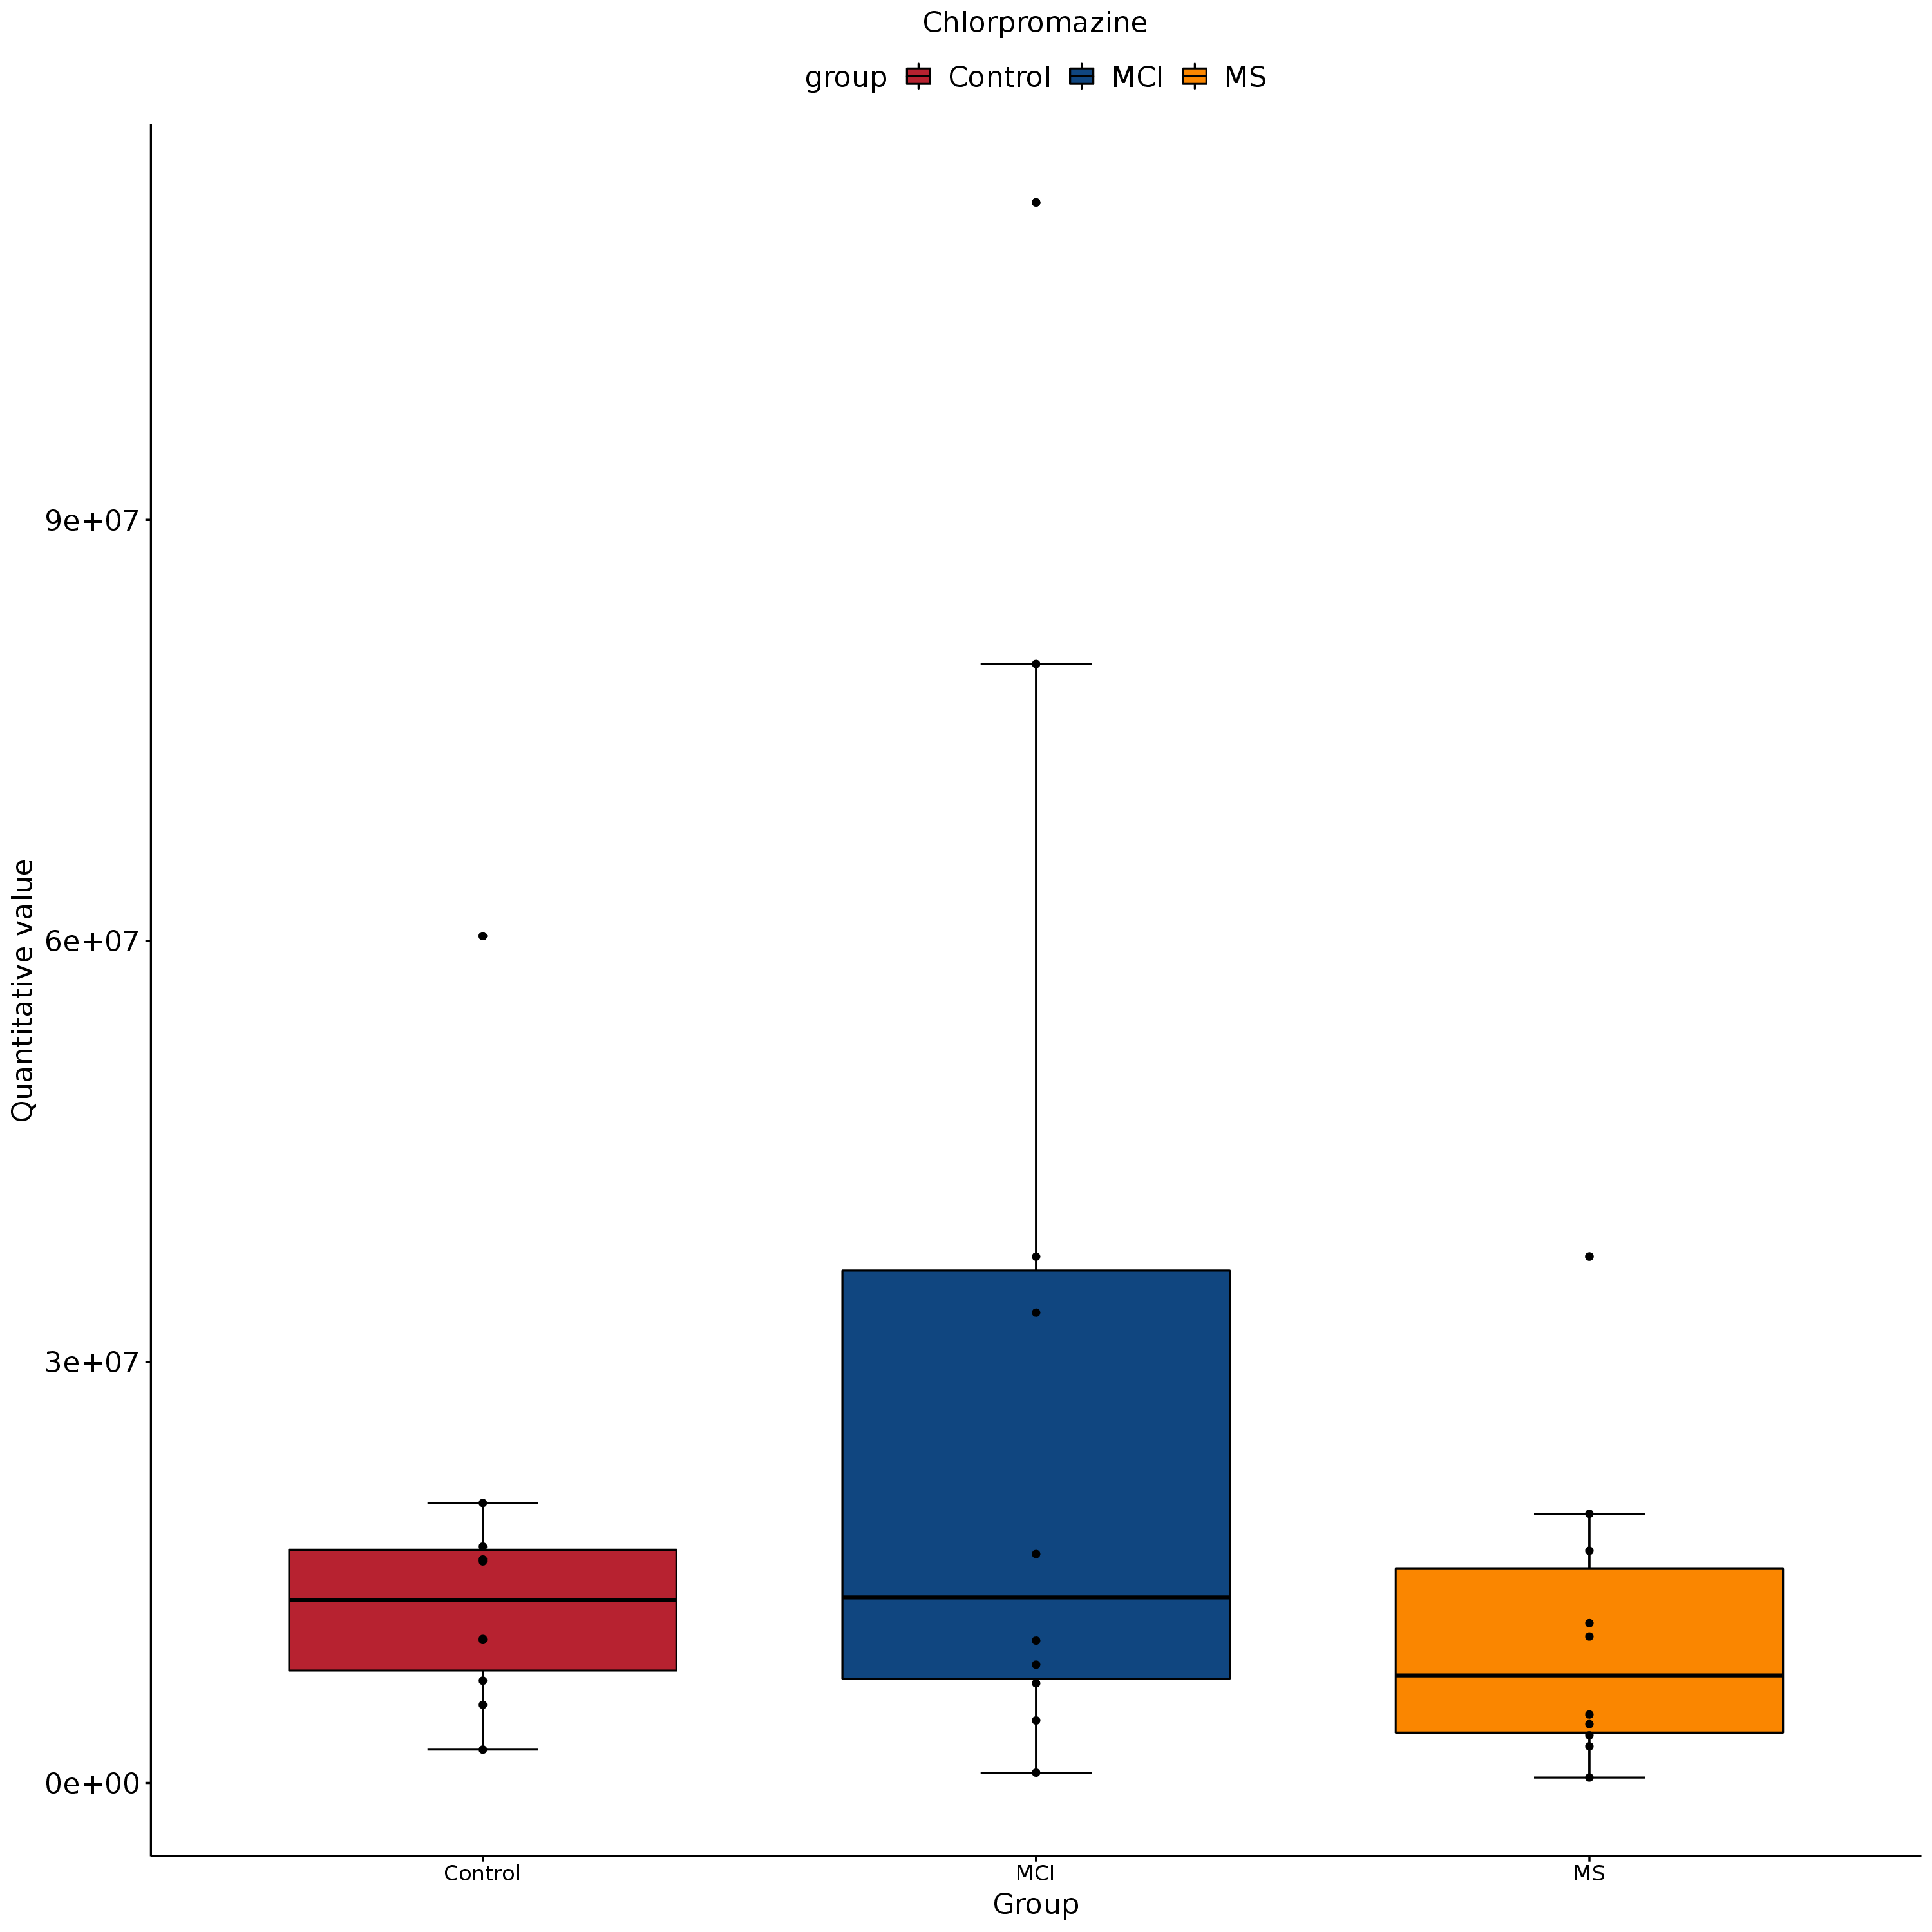 Chlorpromazine
group Control MCI MS
9e+07
6e+07
3e+07
0e+00
Quantitative value
Control MCI MS
Group